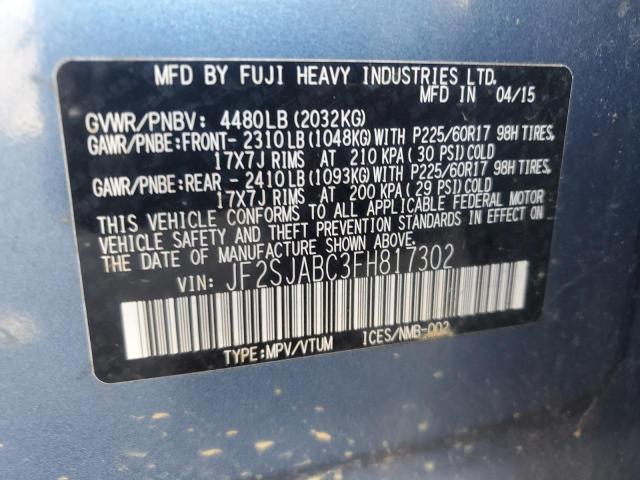 MFD BY FUJI HEAVY INDUSTRIES LTD.
MFD IN 04/15
GVWR/PNBV: 4480LB (2032KG)
GAWR/PNBE:FRONT- 2310LB (1048KG) WITH P225/60R17 98H TIRES,
17X7J RIMS AT 210 KPA (30 PSI) COLD
GAWR/PNBE:REAR - 2410LB (1093KG) WITH P225/60R17 98H TIRES,
17X7J RIMS AT 200 KPA (29 PSI) COLD
THIS VEHICLE CONFORMS TO ALL APPLICABLE FEDERAL MOTOR
VEHICLE SAFETY AND THEFT PREVENTION STANDARDS IN EFFECT ON
THE DATE OF MANUFACTURE SHOWN ABOVE.
VIN: JF2SJABC3FH817302
TYPE:MPV/VTUM ICES/NMB-002